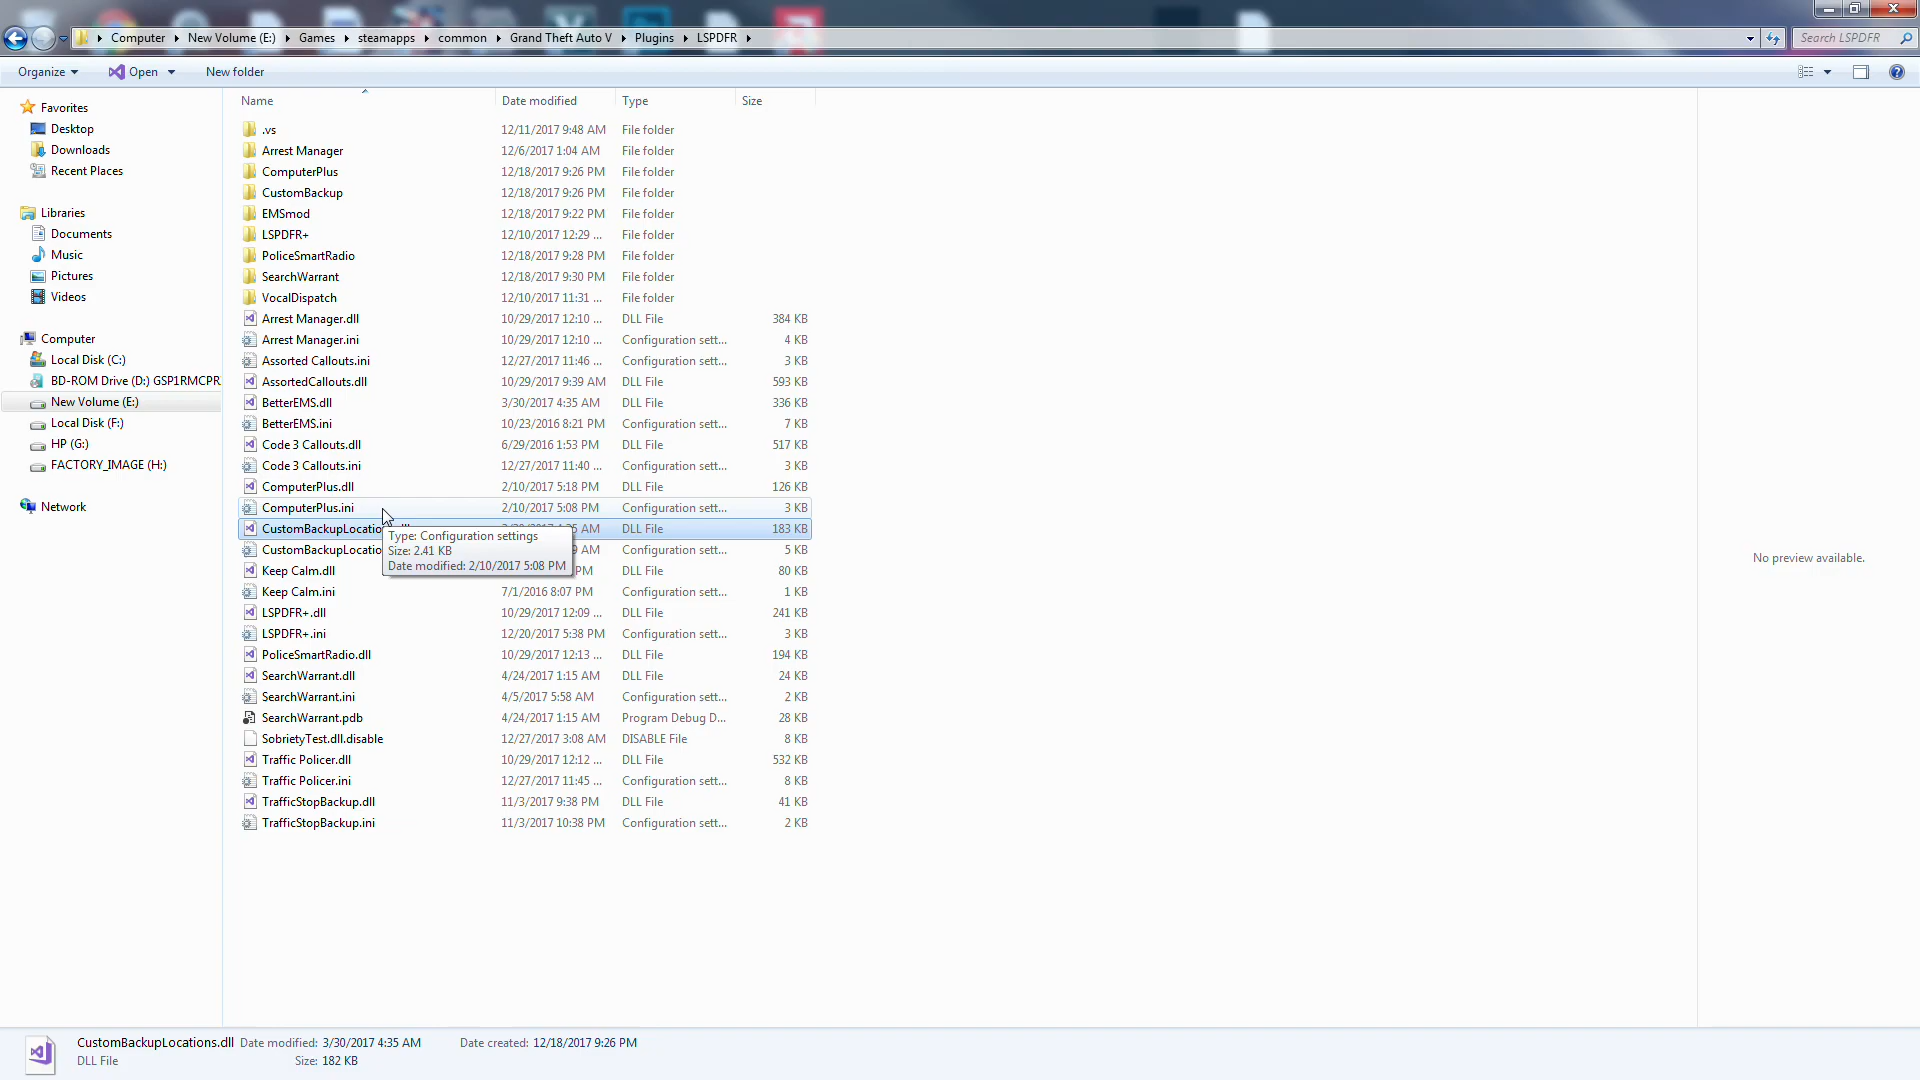 Computer New Volume (E:) Games steamapps common Grand Theft Auto V Plugins LSPDFR Search LSPDFR
Organize Open New folder
Name Date modified Type Size
Favorites
Desktop
Downloads
Recent Places
Libraries
Documents
Music
Pictures
Videos
Computer
Local Disk (C:)
BD-ROM Drive (D:) GSP1RMCPR
New Volume (E:)
Local Disk (F:)
HP (G:)
FACTORY_IMAGE (H:)
Network
.vs 12/11/2017 9:48 AM File folder
Arrest Manager 12/6/2017 1:04 AM File folder
ComputerPlus 12/18/2017 9:26 PM File folder
CustomBackup 12/18/2017 9:26 PM File folder
EMSmod 12/18/2017 9:22 PM File folder
LSPDFR+ 12/10/2017 12:29 ... File folder
PoliceSmartRadio 12/18/2017 9:28 PM File folder
SearchWarrant 12/18/2017 9:30 PM File folder
VocalDispatch 12/10/2017 11:31 ... File folder
Arrest Manager.dll 10/29/2017 12:10 ... DLL File 384 KB
Arrest Manager.ini 10/29/2017 12:10 ... Configuration sett... 4 KB
Assorted Callouts.ini 12/27/2017 11:46 ... Configuration sett... 3 KB
AssortedCallouts.dll 10/29/2017 9:39 AM DLL File 593 KB
BetterEMS.dll 3/30/2017 4:35 AM DLL File 336 KB
BetterEMS.ini 10/23/2016 8:21 PM Configuration sett... 7 KB
Code 3 Callouts.dll 6/29/2016 1:53 PM DLL File 517 KB
Code 3 Callouts.ini 12/27/2017 11:40 ... Configuration sett... 3 KB
ComputerPlus.dll 2/10/2017 5:18 PM DLL File 126 KB
ComputerPlus.ini 2/10/2017 5:08 PM Configuration sett... 3 KB
CustomBackupLocatio AM DLL File 183 KB
CustomBackupLocatio AM Configuration sett... 5 KB
Type: Configuration settings
Size: 2.41 KB
Date modified: 2/10/2017 5:08 PM
Keep Calm.dll PM DLL File 80 KB
Keep Calm.ini 7/1/2016 8:07 PM Configuration sett... 1 KB
LSPDFR+.dll 10/29/2017 12:09 ... DLL File 241 KB
LSPDFR+.ini 12/20/2017 5:38 PM Configuration sett... 3 KB
PoliceSmartRadio.dll 10/29/2017 12:13 ... DLL File 194 KB
SearchWarrant.dll 4/24/2017 1:15 AM DLL File 24 KB
SearchWarrant.ini 4/5/2017 5:58 AM Configuration sett... 2 KB
SearchWarrant.pdb 4/24/2017 1:15 AM Program Debug D... 28 KB
SobrietyTest.dll.disable 12/27/2017 3:08 AM DISABLE File 8 KB
Traffic Policer.dll 10/29/2017 12:12 ... DLL File 532 KB
Traffic Policer.ini 12/27/2017 11:45 ... Configuration sett... 8 KB
TrafficStopBackup.dll 11/3/2017 9:38 PM DLL File 41 KB
TrafficStopBackup.ini 11/3/2017 10:38 PM Configuration sett... 2 KB
No preview available.
CustomBackupLocations.dll Date modified: 3/30/2017 4:35 AM Date created: 12/18/2017 9:26 PM
DLL File Size: 182 KB